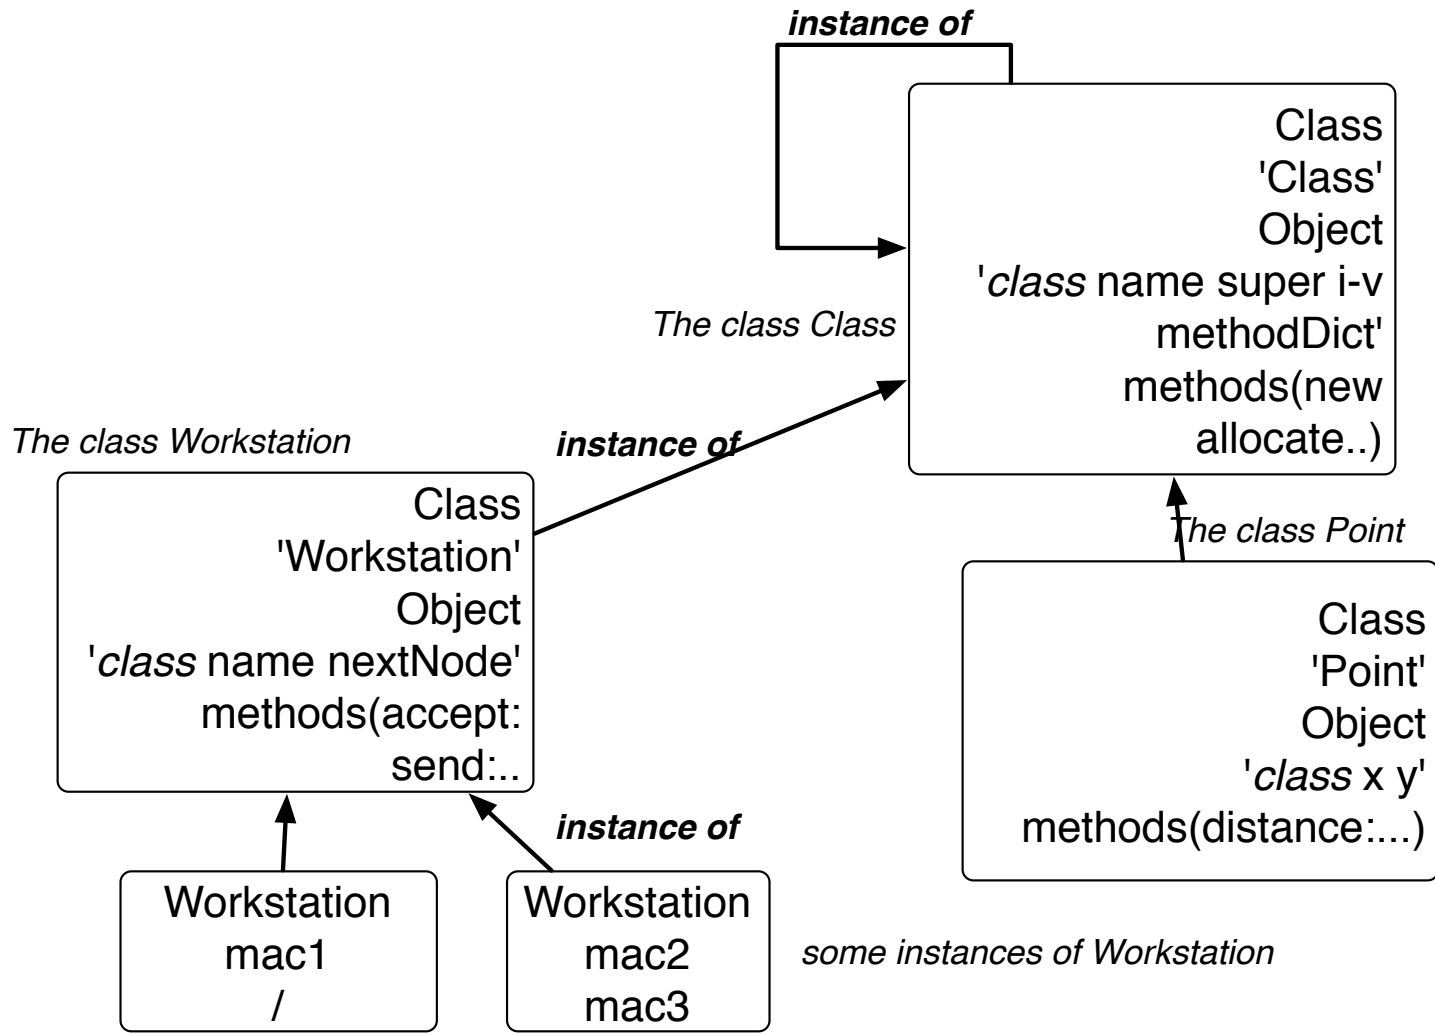 instance of
Class
'Class'
Object
'class name super i-v
methodDict'
methods(new
allocate..)
The class Class
The class Workstation
instance of
Class
'Workstation'
Object
'class name nextNode'
methods(accept:
send:..
The class Point
Class
'Point'
Object
'class x y'
methods(distance:...)
instance of
Workstation
mac1
/
Workstation
mac2
mac3
some instances of Workstation